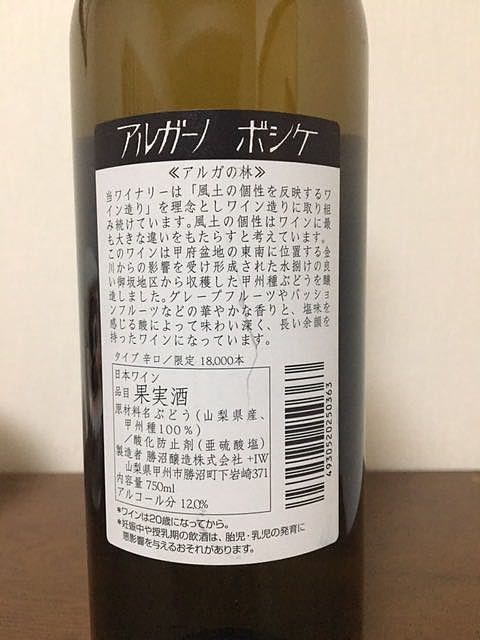 アルガーノ ボシケ
≪アルガの林≫
当ワイナリーは「風土の個性を反映するワ
イン造り」を理念としワイン造りに取り組
み続けています。風土の個性はワインに最
も大きな違いをもたらすと考えています。
このワインは甲府盆地の東南に位置する金
川からの影響を受け形成された水捌けの良
い御坂地区から収穫した甲州種ぶどうを醸
造しました。グレープフルーツやパッショ
ンフルーツなどの華やかな香りと、塩味を
感じる酸によって味わい深く、長い余韻を
持ったワインになっています。
タイプ 辛口/限定 18,000本
日本ワイン
品目 果実酒
原材料名 ぶどう(山梨県産、
甲州種100%)
/酸化防止剤(亜硫酸塩)
製造者 勝沼醸造株式会社 +IW
山梨県甲州市勝沼町下岩崎371
内容量 750ml
アルコール分 12.0%
*ワインは20歳になってから。
*妊娠中や授乳期の飲酒は、胎児・乳児の発育に
悪影響を与えるおそれがあります。
4930520250363